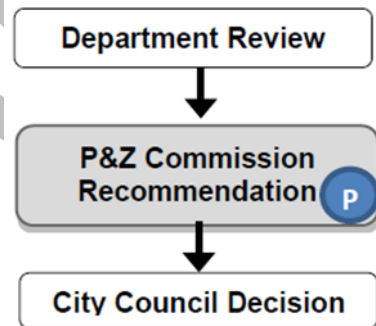 Department Review
P&Z Commission
Recommendation
P
City Council Decision